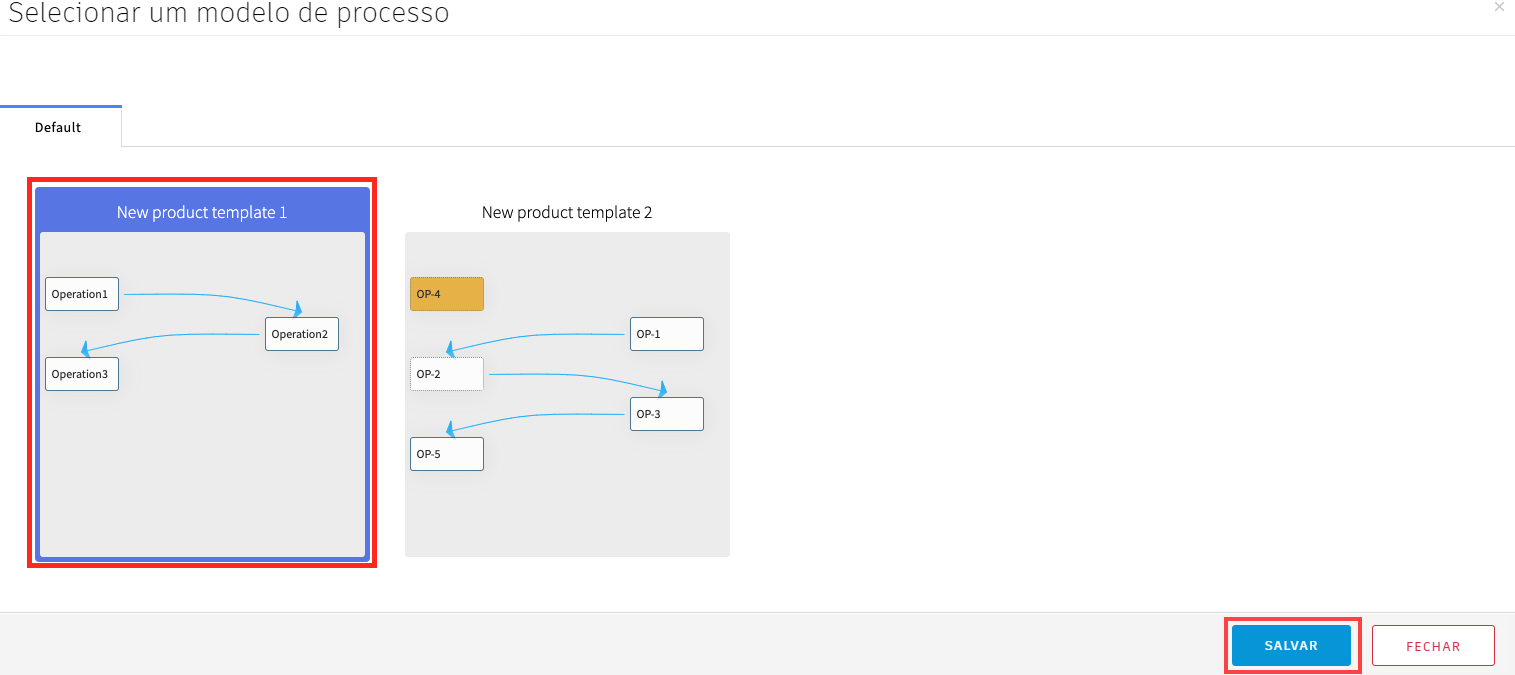 Selecionar um modelo de processo
×
Default
New product template 1
Operation1
Operation2
Operation3
New product template 2
OP-4
OP-1
OP-2
OP-3
OP-5
SALVAR
FECHAR